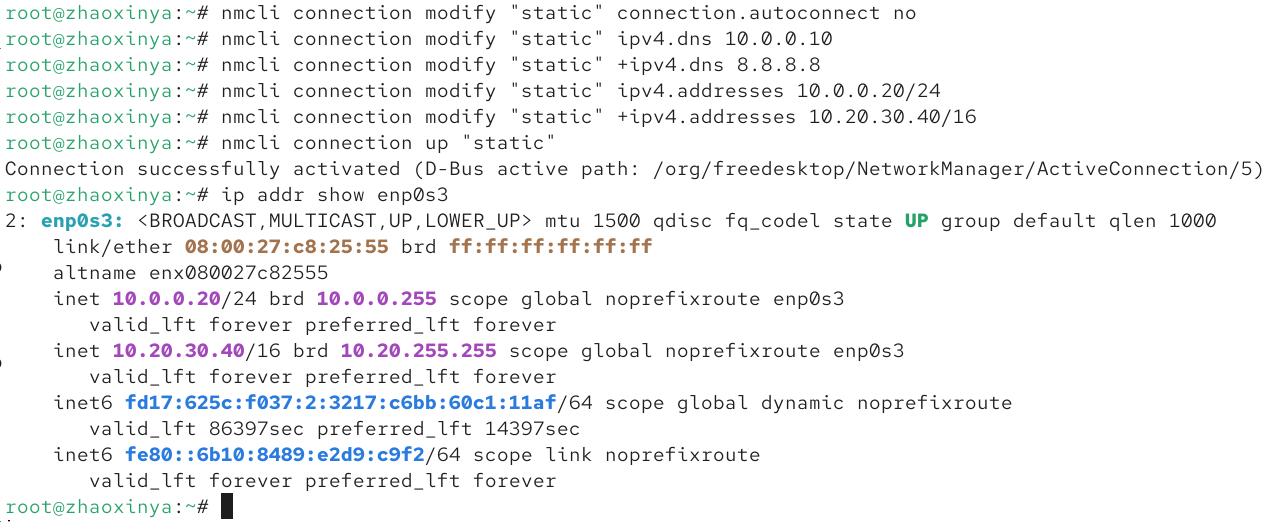 root@zhaoxinya:~# nmcli connection modify "static" connection.autoconnect no
root@zhaoxinya:~# nmcli connection modify "static" ipv4.dns 10.0.0.10
root@zhaoxinya:~# nmcli connection modify "static" +ipv4.dns 8.8.8.8
root@zhaoxinya:~# nmcli connection modify "static" ipv4.addresses 10.0.0.20/24
root@zhaoxinya:~# nmcli connection modify "static" +ipv4.addresses 10.20.30.40/16
root@zhaoxinya:~# nmcli connection up "static"
Connection successfully activated (D-Bus active path: /org/freedesktop/NetworkManager/ActiveConnection/5)
root@zhaoxinya:~# ip addr show enp0s3
2: enp0s3: <BROADCAST,MULTICAST,UP,LOWER_UP> mtu 1500 qdisc fq_codel state UP group default qlen 1000
    link/ether 08:00:27:c8:25:55 brd ff:ff:ff:ff:ff:ff
    altname enx080027c82555
    inet 10.0.0.20/24 brd 10.0.0.255 scope global noprefixroute enp0s3
       valid_lft forever preferred_lft forever
    inet 10.20.30.40/16 brd 10.20.255.255 scope global noprefixroute enp0s3
       valid_lft forever preferred_lft forever
    inet6 fd17:625c:f037:2:3217:c6bb:60c1:11af/64 scope global dynamic noprefixroute
       valid_lft 86397sec preferred_lft 14397sec
    inet6 fe80::6b10:8489:e2d9:c9f2/64 scope link noprefixroute
       valid_lft forever preferred_lft forever
root@zhaoxinya:~#